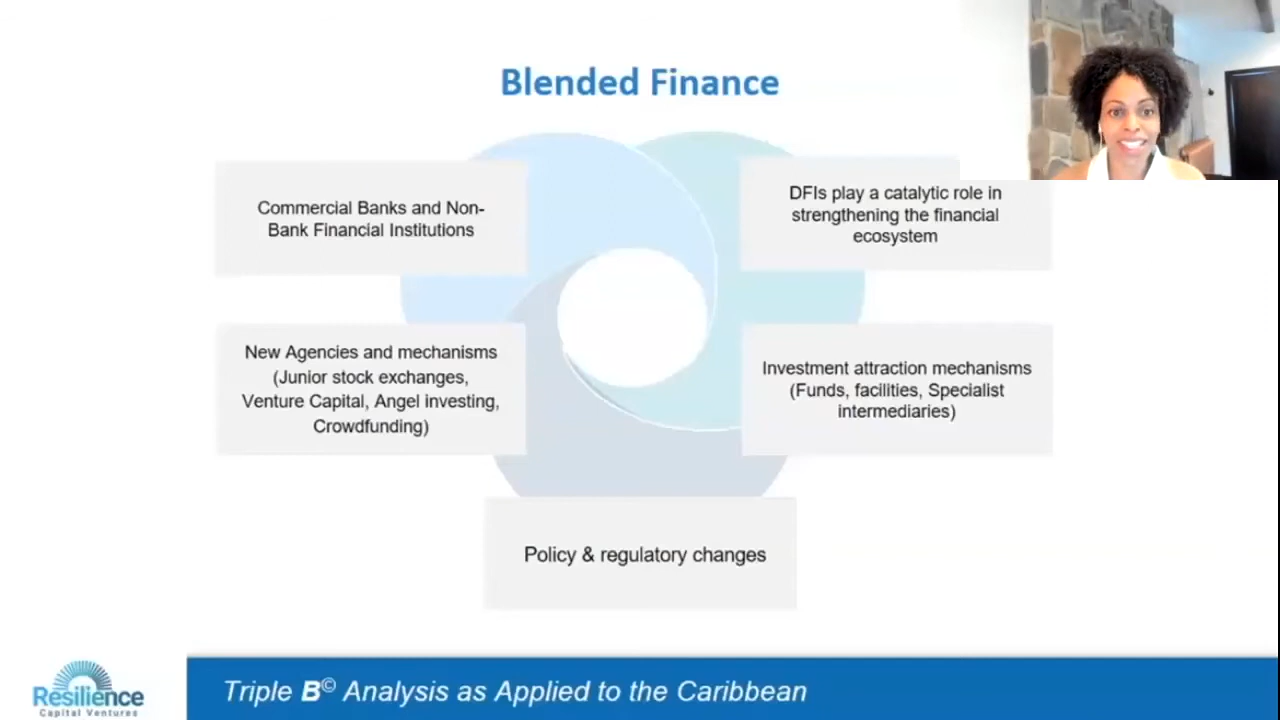 Blended Finance
Commercial Banks and Non-
Bank Financial Institutions
DFIs play a catalytic role in
strengthening the financial
ecosystem
New Agencies and mechanisms
(Junior stock exchanges,
Venture Capital, Angel investing,
Crowdfunding)
Investment attraction mechanisms
(Funds, facilities, Specialist
intermediaries)
Policy & regulatory changes
Resilience
Capital Ventures
Triple B© Analysis as Applied to the Caribbean